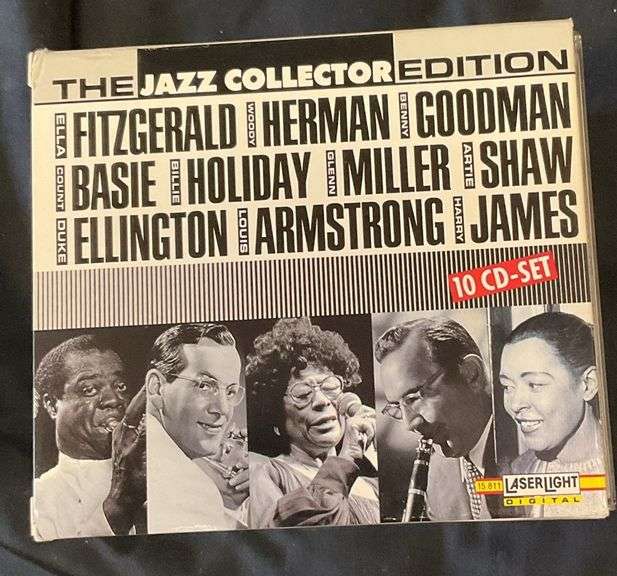 THE JAZZ COLLECTOR EDITION
ELLA FITZGERALD WOODY HERMAN BENNY GOODMAN
COUNT BASIE BILLIE HOLIDAY GLENN MILLER ARTIE SHAW
DUKE ELLINGTON LOUIS ARMSTRONG HARRY JAMES
10 CD-SET
15 811 LASERLIGHT
DIGITAL